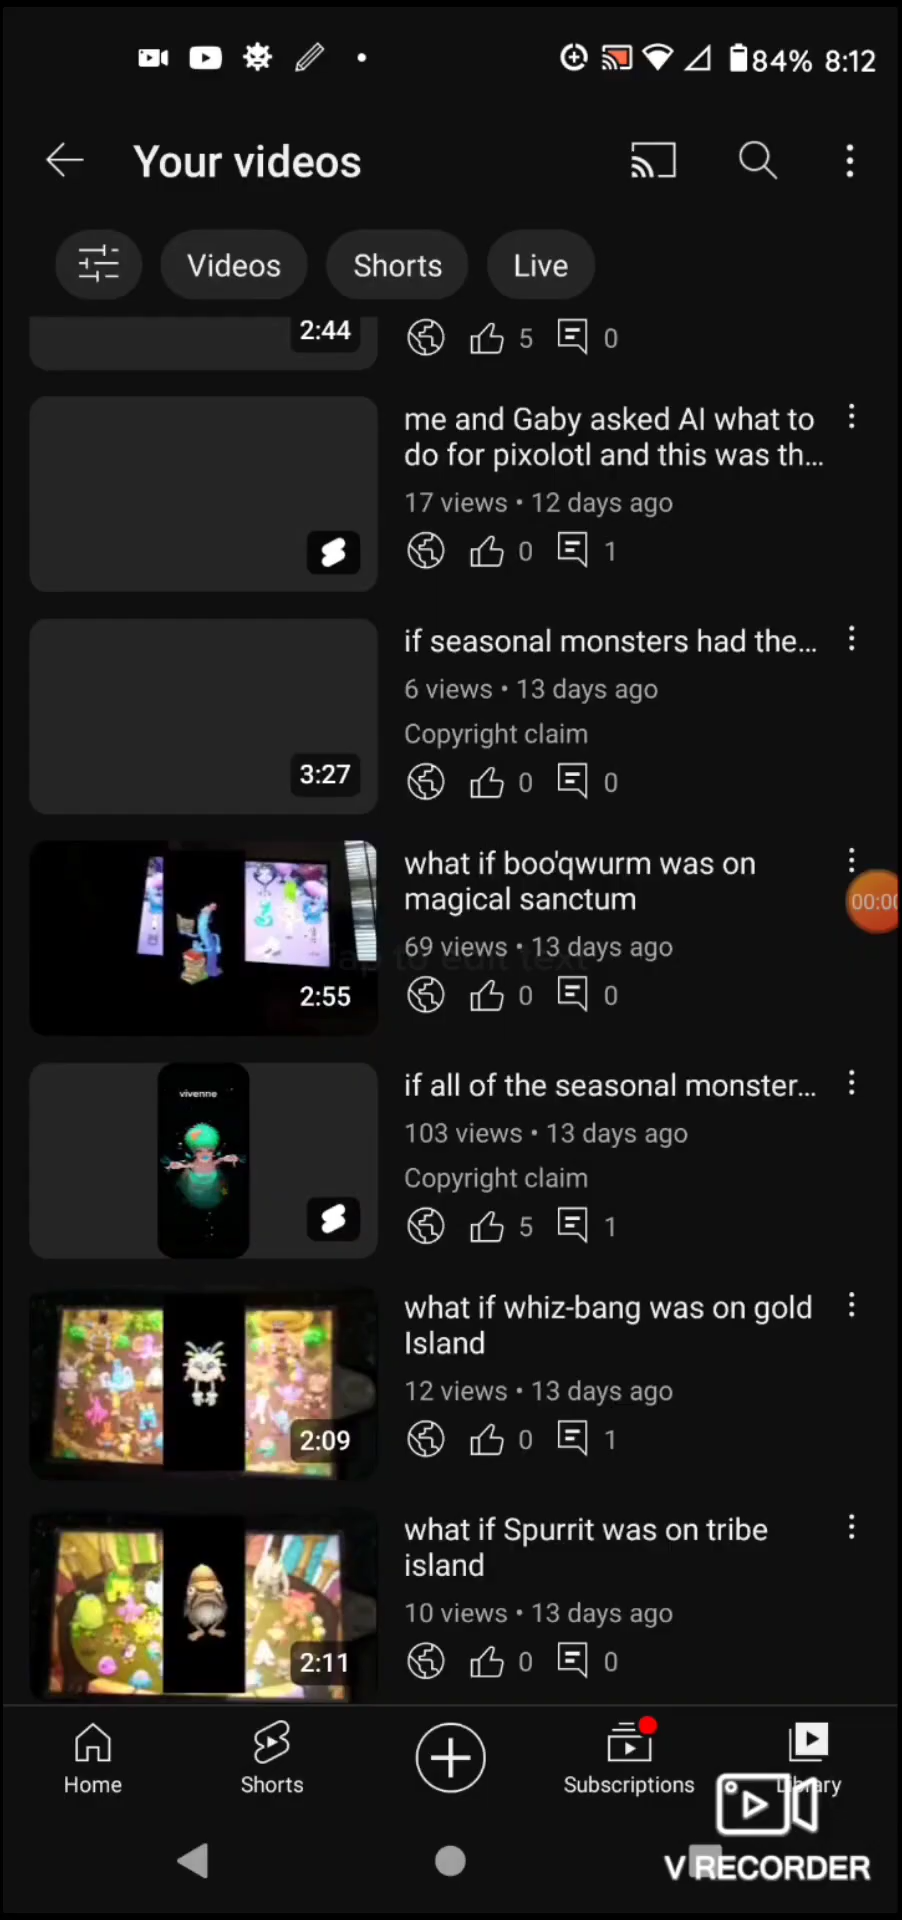 84% 8:12
Your videos
Videos Shorts Live
2:44
5 0
me and Gaby asked AI what to
do for pixolotl and this was th...
17 views • 12 days ago
0 1
if seasonal monsters had the...
6 views • 13 days ago
Copyright claim
3:27
0 0
what if boo'qwurm was on
magical sanctum
00:00
69 views • 13 days ago
Tap to edit text
2:55
0 0
vivenne
if all of the seasonal monster...
103 views • 13 days ago
Copyright claim
5 1
what if whiz-bang was on gold
Island
12 views • 13 days ago
2:09
0 1
what if Spurrit was on tribe
island
10 views • 13 days ago
2:11
0 0
Home Shorts Subscriptions Library
V RECORDER